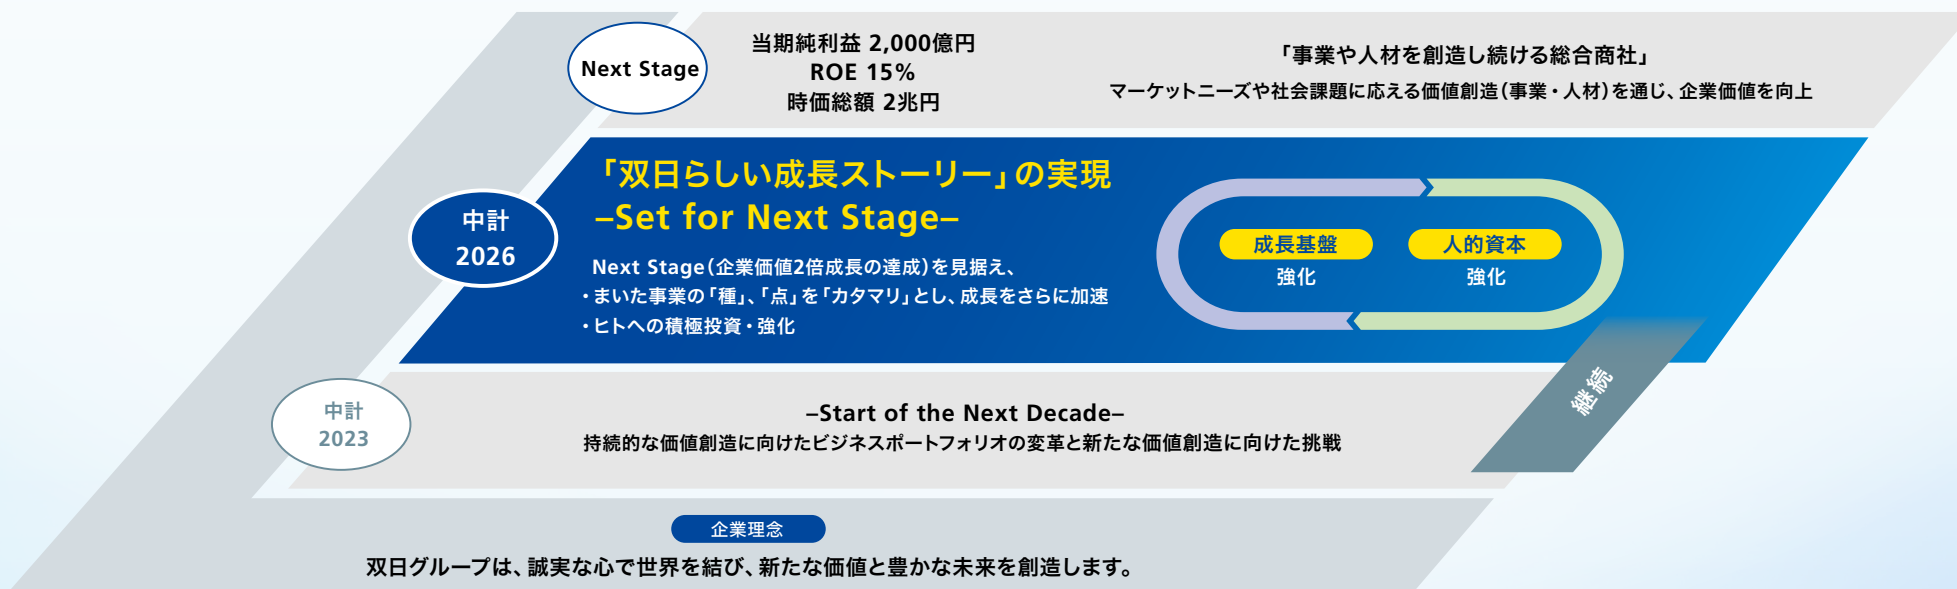 Next Stage
当期純利益 2,000億円
ROE 15%
時価総額 2兆円
「事業や人材を創造し続ける総合商社」
マーケットニーズや社会課題に応える価値創造(事業・人材)を通じ、企業価値を向上
中計
2026
「双日らしい成長ストーリー」の実現
–Set for Next Stage–
Next Stage(企業価値2倍成長の達成)を見据え、
・まいた事業の「種」、「点」を「カタマリ」とし、成長をさらに加速
・ヒトへの積極投資・強化
成長基盤
強化
人的資本
強化
継続
中計
2023
–Start of the Next Decade–
持続的な価値創造に向けたビジネスポートフォリオの変革と新たな価値創造に向けた挑戦
企業理念
双日グループは、誠実な心で世界を結び、新たな価値と豊かな未来を創造します。